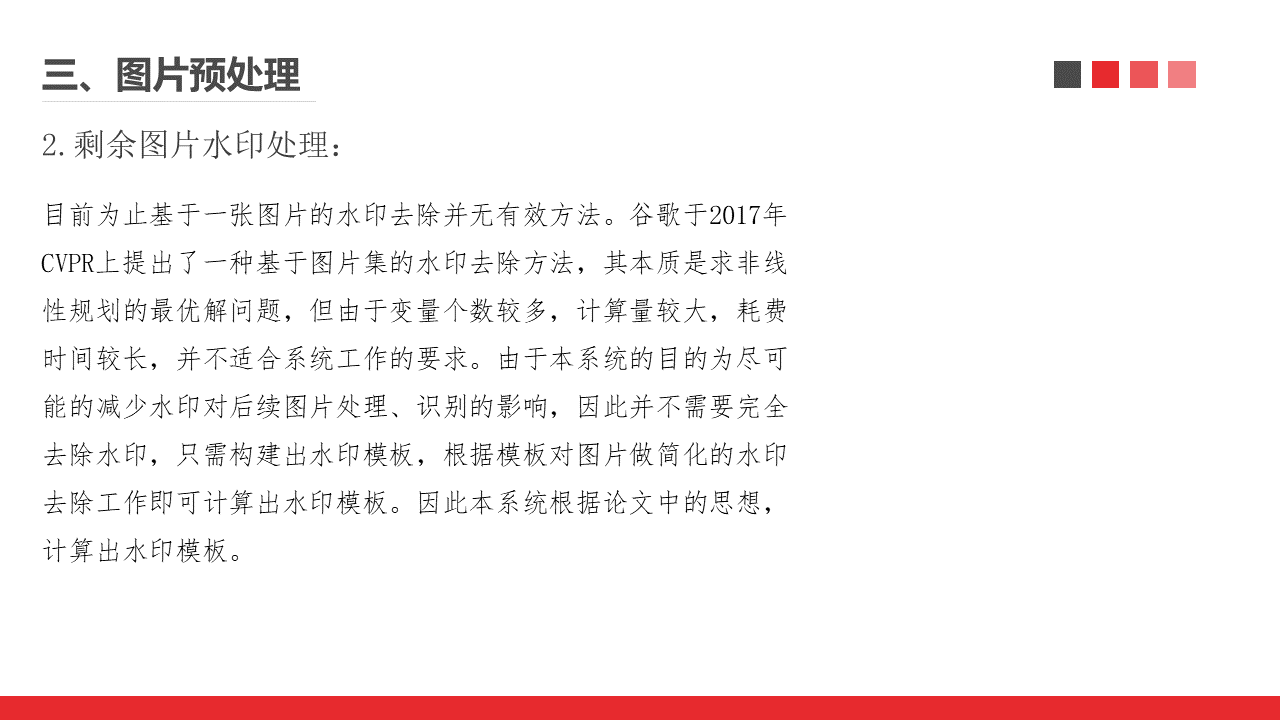 三、图片预处理
2.剩余图片水印处理：
目前为止基于一张图片的水印去除并无有效方法。谷歌于2017年
CVPR上提出了一种基于图片集的水印去除方法，其本质是求非线
性规划的最优解问题，但由于变量个数较多，计算量较大，耗费
时间较长，并不适合系统工作的要求。由于本系统的目的为尽可
能的减少水印对后续图片处理、识别的影响，因此并不需要完全
去除水印，只需构建出水印模板，根据模板对图片做简化的水印
去除工作即可计算出水印模板。因此本系统根据论文中的思想，
计算出水印模板。